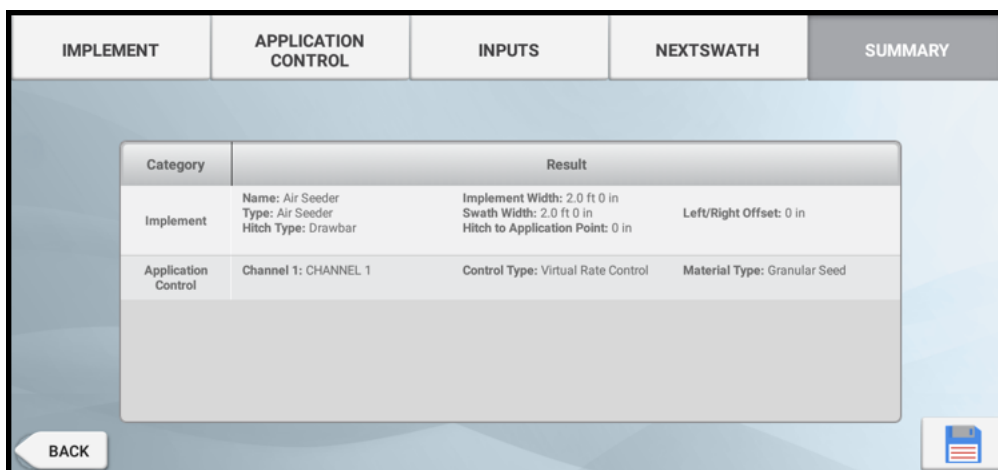 IMPLEMENT
APPLICATION
CONTROL
INPUTS
NEXTSWATH
SUMMARY
Category
Result
Implement
Name: Air Seeder
Type: Air Seeder
Hitch Type: Drawbar
Implement Width: 2.0 ft 0 in
Swath Width: 2.0 ft 0 in
Hitch to Application Point: 0 in
Left/Right Offset: 0 in
Application
Control
Channel 1: CHANNEL 1
Control Type: Virtual Rate Control
Material Type: Granular Seed
BACK